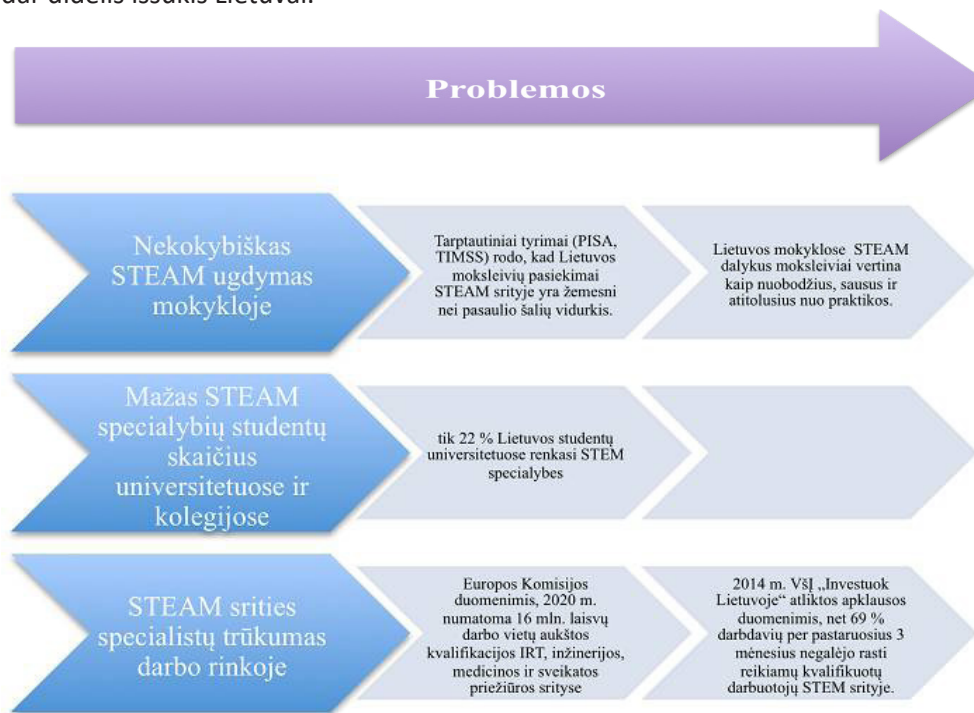 Problemos
Nekokybiškas
STEAM ugdymas
mokykloje
Tarptautiniai tyrimai (PISA,
TIMSS) rodo, kad Lietuvos
moksleivių pasiekimai
STEAM srityje yra žemesni
nei pasaulio šalių vidurkis.
Lietuvos mokyklose STEAM
dalykus moksleiviai vertina
kaip nuobodžius, sausus ir
atitolusius nuo praktikos.
Mažas STEAM
specialybių studentų
skaičius
universitetuose ir
kolegijose
tik 22 % Lietuvos studentų
universitetuose renkasi STEM
specialybes
STEAM srities
specialistų trūkumas
darbo rinkoje
Europos Komisijos
duomenimis, 2020 m.
numatoma 16 mln. laisvų
darbo vietų aukštos
kvalifikacijos IRT, inžinerijos,
medicinos ir sveikatos
priežiūros srityse
2014 m. VšĮ „Investuok
Lietuvoje“ atliktos apklausos
duomenimis, net 69 %
darbdavių per pastaruosius 3
mėnesius negalėjo rasti
reikiamų kvalifikuotų
darbuotojų STEM srityje.